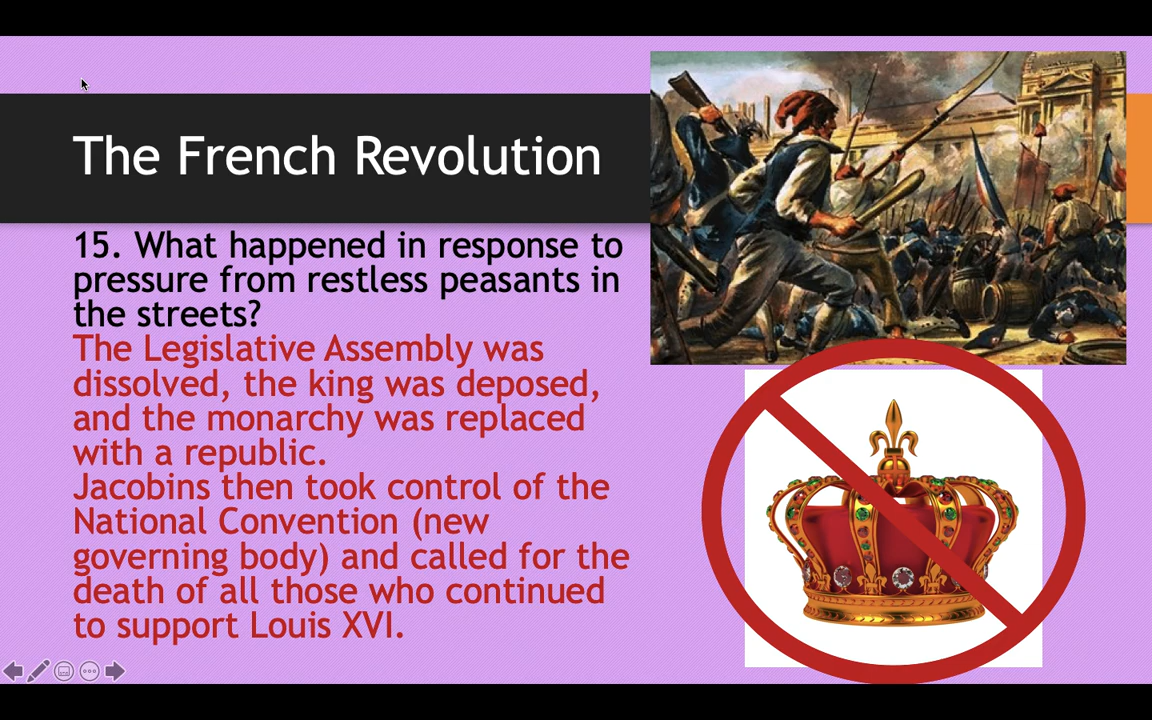 The French Revolution
15. What happened in response to
pressure from restless peasants in
the streets?
The Legislative Assembly was
dissolved, the king was deposed,
and the monarchy was replaced
with a republic.
Jacobins then took control of the
National Convention (new
governing body) and called for the
death of all those who continued
to support Louis XVI.